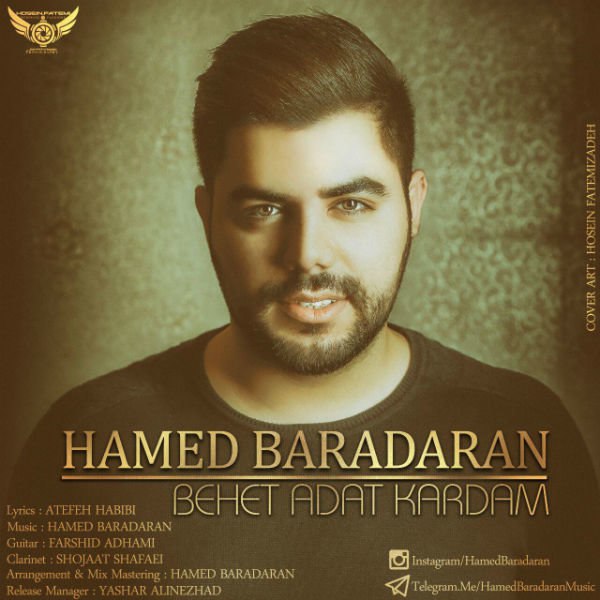 HOSEIN FATEMI
COVER ART : HOSEIN FATEMIZADEH
HAMED BARADARAN
BEHET ADAT KARDAM
Lyrics : ATEFEH HABIBI
Music : HAMED BARADARAN
Guitar : FARSHID ADHAMI
Clarinet : SHOJAAT SHAFAEI
Arrangement & Mix Mastering : HAMED BARADARAN
Release Manager : YASHAR ALINEZHAD
Instagram/HamedBaradaran
Telegram.Me/HamedBaradaranMusic